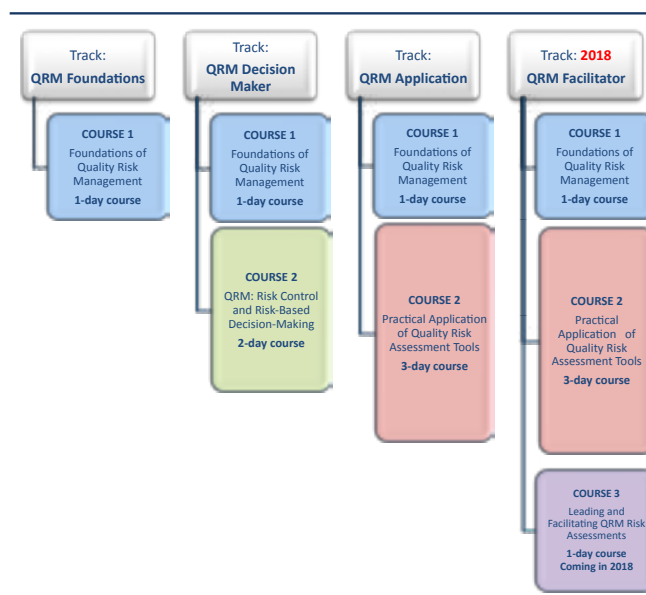 Track:
QRM Foundations
COURSE 1
Foundations of
Quality Risk
Management
1-day course
Track:
QRM Decision
Maker
COURSE 1
Foundations of
Quality Risk
Management
1-day course
COURSE 2
QRM: Risk Control
and Risk-Based
Decision-Making
2-day course
Track:
QRM Application
COURSE 1
Foundations of
Quality Risk
Management
1-day course
COURSE 2
Practical Application
of Quality Risk
Assessment Tools
3-day course
Track: 2018
QRM Facilitator
COURSE 1
Foundations of
Quality Risk
Management
1-day course
COURSE 2
Practical
Application of
Quality Risk
Assessment Tools
3-day course
COURSE 3
Leading and
Facilitating QRM Risk
Assessments
1-day course
Coming in 2018